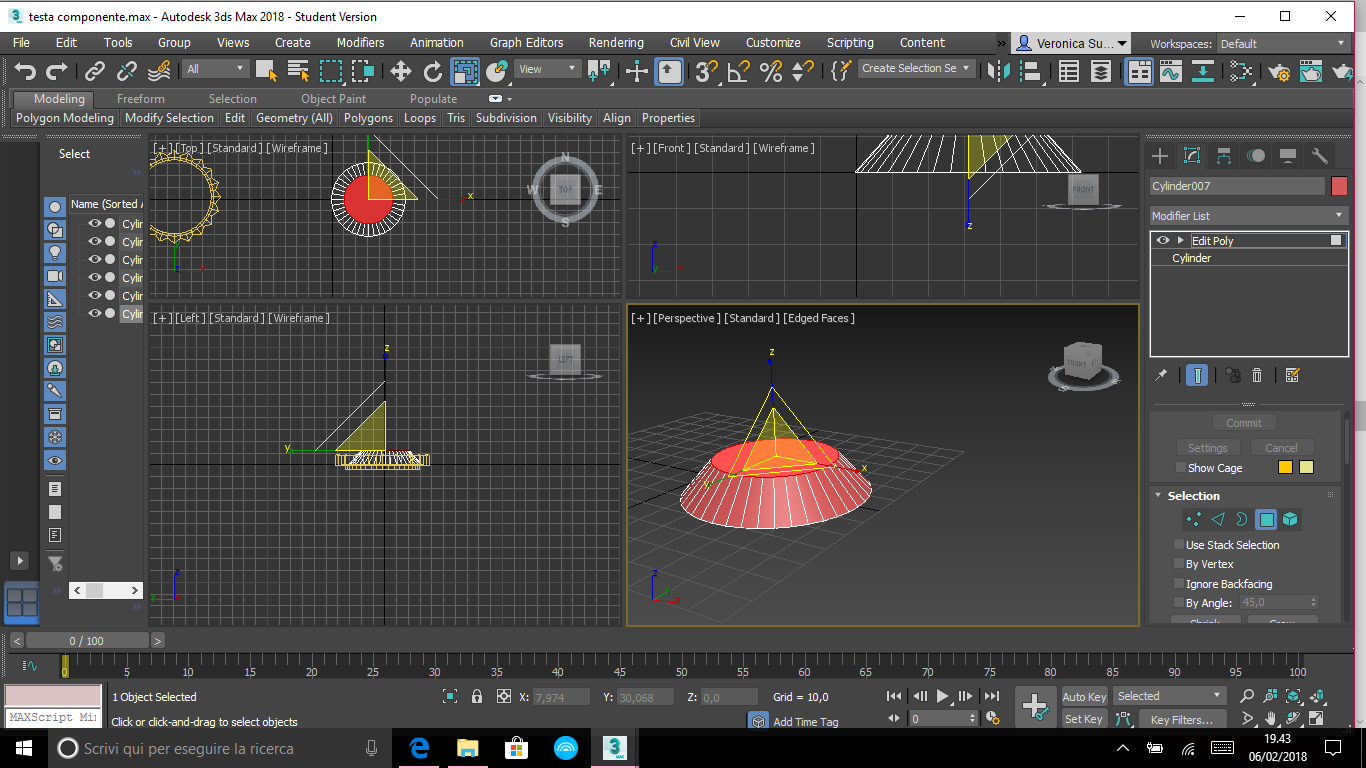 testa componente.max - Autodesk 3ds Max 2018 - Student Version
File Edit Tools Group Views Create Modifiers Animation Graph Editors Rendering Civil View Customize Scripting Content » Veronica Su... Workspaces: Default
All View Create Selection Se
Modeling Freeform Selection Object Paint Populate
Polygon Modeling Modify Selection Edit Geometry (All) Polygons Loops Tris Subdivision Visibility Align Properties
Select
Name (Sorted A
Cylin
Cylin
Cylin
Cylin
Cylin
Cylin
[+] [Top] [Standard] [Wireframe]
N
W TOP E
S
x
[+] [Front] [Standard] [Wireframe]
FRONT
z
z
y
[+] [Left] [Standard] [Wireframe]
LEFT
z
y
z
y
[+] [Perspective] [Standard] [Edged Faces]
FRONT
z
x
y
z
y
x
Cylinder007
Modifier List
Edit Poly
Cylinder
Commit
Settings Cancel
Show Cage
Selection
Use Stack Selection
By Vertex
Ignore Backfacing
By Angle: 45,0
Shrink Grow
< 0 / 100 >
0 5 10 15 20 25 30 35 40 45 50 55 60 65 70 75 80 85 90 95 100
1 Object Selected X: 7,974 Y: 30,068 Z: 0,0 Grid = 10,0 Auto Key Selected
MAXScript Mi
Click or click-and-drag to select objects Add Time Tag 0 Set Key Key Filters...
Scrivi qui per eseguire la ricerca
3
MAX
19.43
06/02/2018